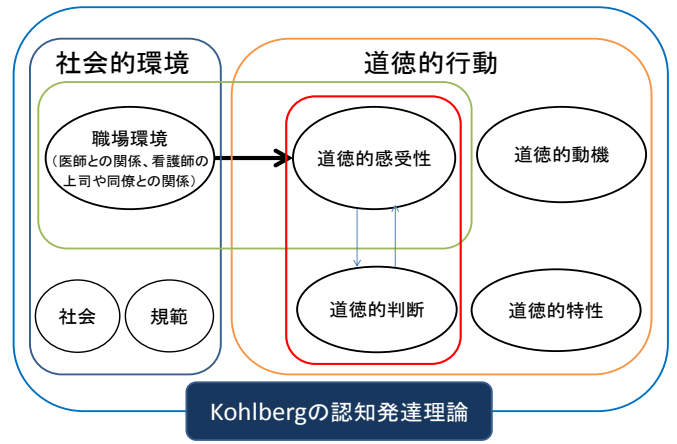 社会的環境
道徳的行動
職場環境
（医師との関係、看護師の
上司や同僚との関係）
道徳的感受性
道徳的動機
社会
規範
道徳的判断
道徳的特性
Kohlbergの認知発達理論